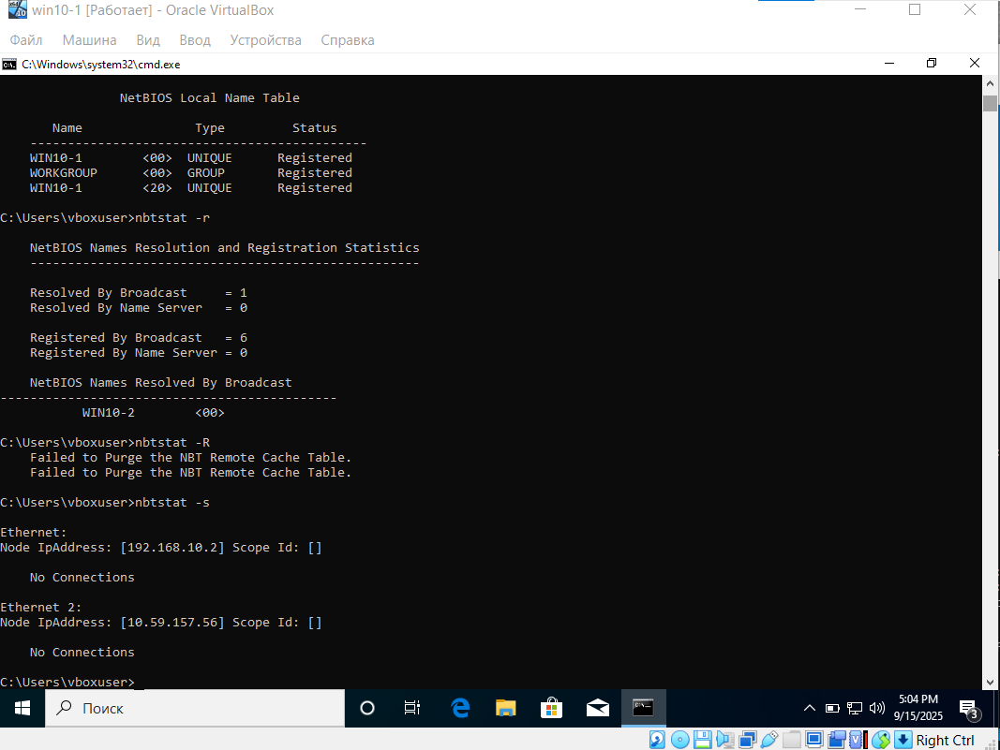 win10-1 [Работает] - Oracle VirtualBox
Файл Машина Вид Ввод Устройства Справка
C:\Windows\system32\cmd.exe
NetBIOS Local Name Table
Name Type Status
---------------------------------------------
WIN10-1 <00> UNIQUE Registered
WORKGROUP <00> GROUP Registered
WIN10-1 <20> UNIQUE Registered
C:\Users\vboxuser>nbtstat -r
NetBIOS Names Resolution and Registration Statistics
----------------------------------------------------
Resolved By Broadcast = 1
Resolved By Name Server = 0
Registered By Broadcast = 6
Registered By Name Server = 0
NetBIOS Names Resolved By Broadcast
---------------------------------------------
WIN10-2 <00>
C:\Users\vboxuser>nbtstat -R
Failed to Purge the NBT Remote Cache Table.
Failed to Purge the NBT Remote Cache Table.
C:\Users\vboxuser>nbtstat -s
Ethernet:
Node IpAddress: [192.168.10.2] Scope Id: []
No Connections
Ethernet 2:
Node IpAddress: [10.59.157.56] Scope Id: []
No Connections
C:\Users\vboxuser>
Поиск
5:04 PM
9/15/2025
3
Right Ctrl